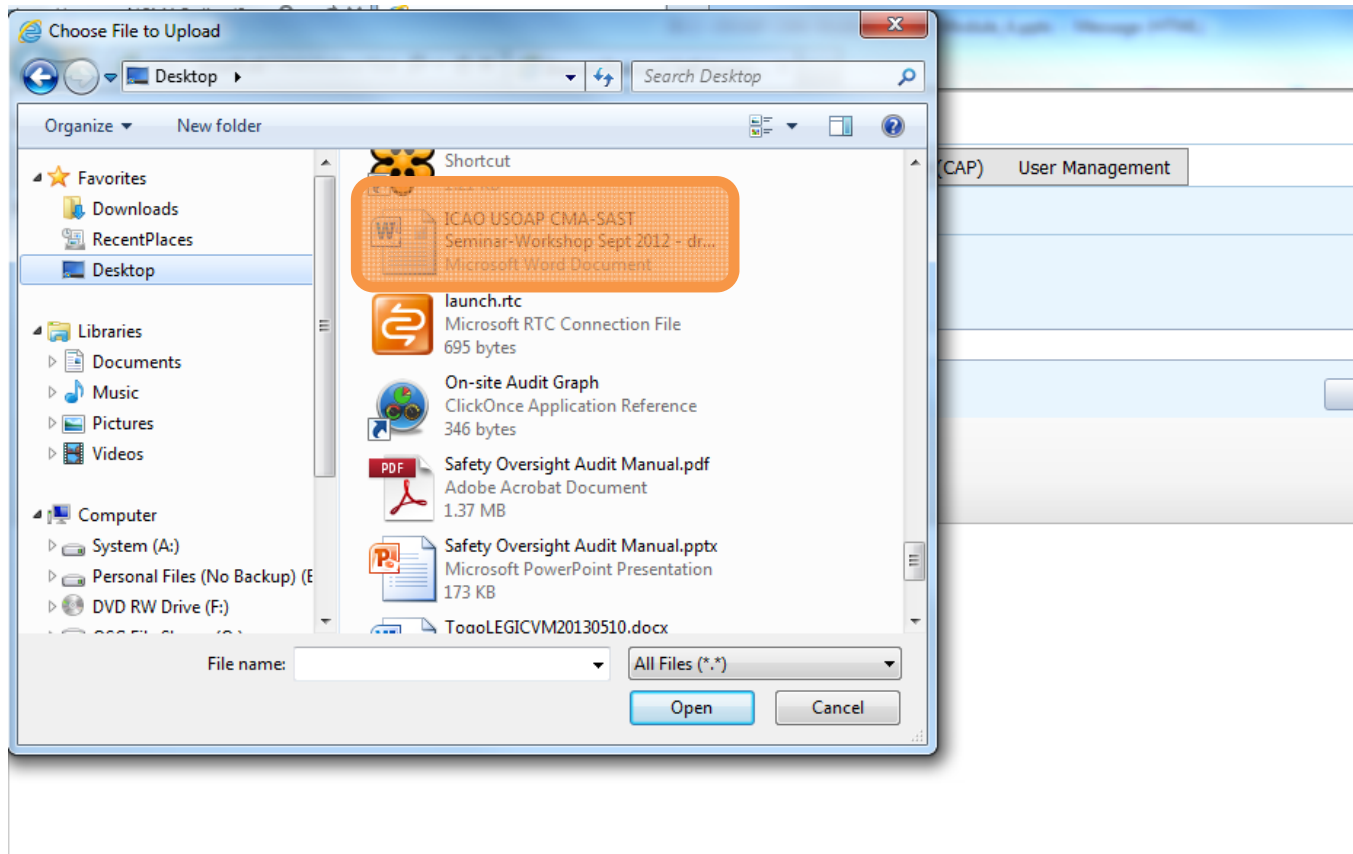 Choose File to Upload
Desktop
Search Desktop
Organize
New folder
Favorites
Downloads
RecentPlaces
Desktop
Libraries
Documents
Music
Pictures
Videos
Computer
System (A:)
Personal Files (No Backup) (E
DVD RW Drive (F:)
Shortcut
ICAO USOAP CMA-SAST
Seminar-Workshop Sept 2012 - dr...
Microsoft Word Document
launch.rtc
Microsoft RTC Connection File
695 bytes
On-site Audit Graph
ClickOnce Application Reference
346 bytes
PDF
Safety Oversight Audit Manual.pdf
Adobe Acrobat Document
1.37 MB
Safety Oversight Audit Manual.pptx
Microsoft PowerPoint Presentation
173 KB
TogoLEGICVM20130510.docx
File name:
All Files (*.*)
Open
Cancel
(CAP)
User Management